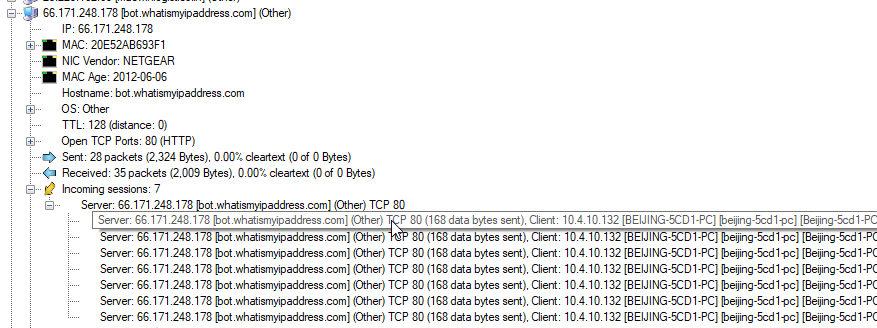 66.171.248.178 [bot.whatismyipaddress.com] (Other)
IP: 66.171.248.178
MAC: 20E52AB693F1
NIC Vendor: NETGEAR
MAC Age: 2012-06-06
Hostname: bot.whatismyipaddress.com
OS: Other
TTL: 128 (distance: 0)
Open TCP Ports: 80 (HTTP)
Sent: 28 packets (2,324 Bytes), 0.00% cleartext (0 of 0 Bytes)
Received: 35 packets (2,009 Bytes), 0.00% cleartext (0 of 0 Bytes)
Incoming sessions: 7
Server: 66.171.248.178 [bot.whatismyipaddress.com] (Other) TCP 80
Server: 66.171.248.178 [bot.whatismyipaddress.com] (Other) TCP 80 (168 data bytes sent), Client: 10.4.10.132 [BEIJING-5CD1-PC] [beijing-5cd1-pc] [Beijing-5CD1-PC
Server: 66.171.248.178 [bot.whatismyipaddress.com] (Other) TCP 80 (168 data bytes sent), Client: 10.4.10.132 [BEIJING-5CD1-PC] [beijing-5cd1-pc] [Beijing-5CD1-PC
Server: 66.171.248.178 [bot.whatismyipaddress.com] (Other) TCP 80 (168 data bytes sent), Client: 10.4.10.132 [BEIJING-5CD1-PC] [beijing-5cd1-pc] [Beijing-5CD1-PC
Server: 66.171.248.178 [bot.whatismyipaddress.com] (Other) TCP 80 (168 data bytes sent), Client: 10.4.10.132 [BEIJING-5CD1-PC] [beijing-5cd1-pc] [Beijing-5CD1-PC
Server: 66.171.248.178 [bot.whatismyipaddress.com] (Other) TCP 80 (168 data bytes sent), Client: 10.4.10.132 [BEIJING-5CD1-PC] [beijing-5cd1-pc] [Beijing-5CD1-PC
Server: 66.171.248.178 [bot.whatismyipaddress.com] (Other) TCP 80 (168 data bytes sent), Client: 10.4.10.132 [BEIJING-5CD1-PC] [beijing-5cd1-pc] [Beijing-5CD1-PC
Server: 66.171.248.178 [bot.whatismyipaddress.com] (Other) TCP 80 (168 data bytes sent), Client: 10.4.10.132 [BEIJING-5CD1-PC] [beijing-5cd1-pc] [Beijing-5CD1-PC